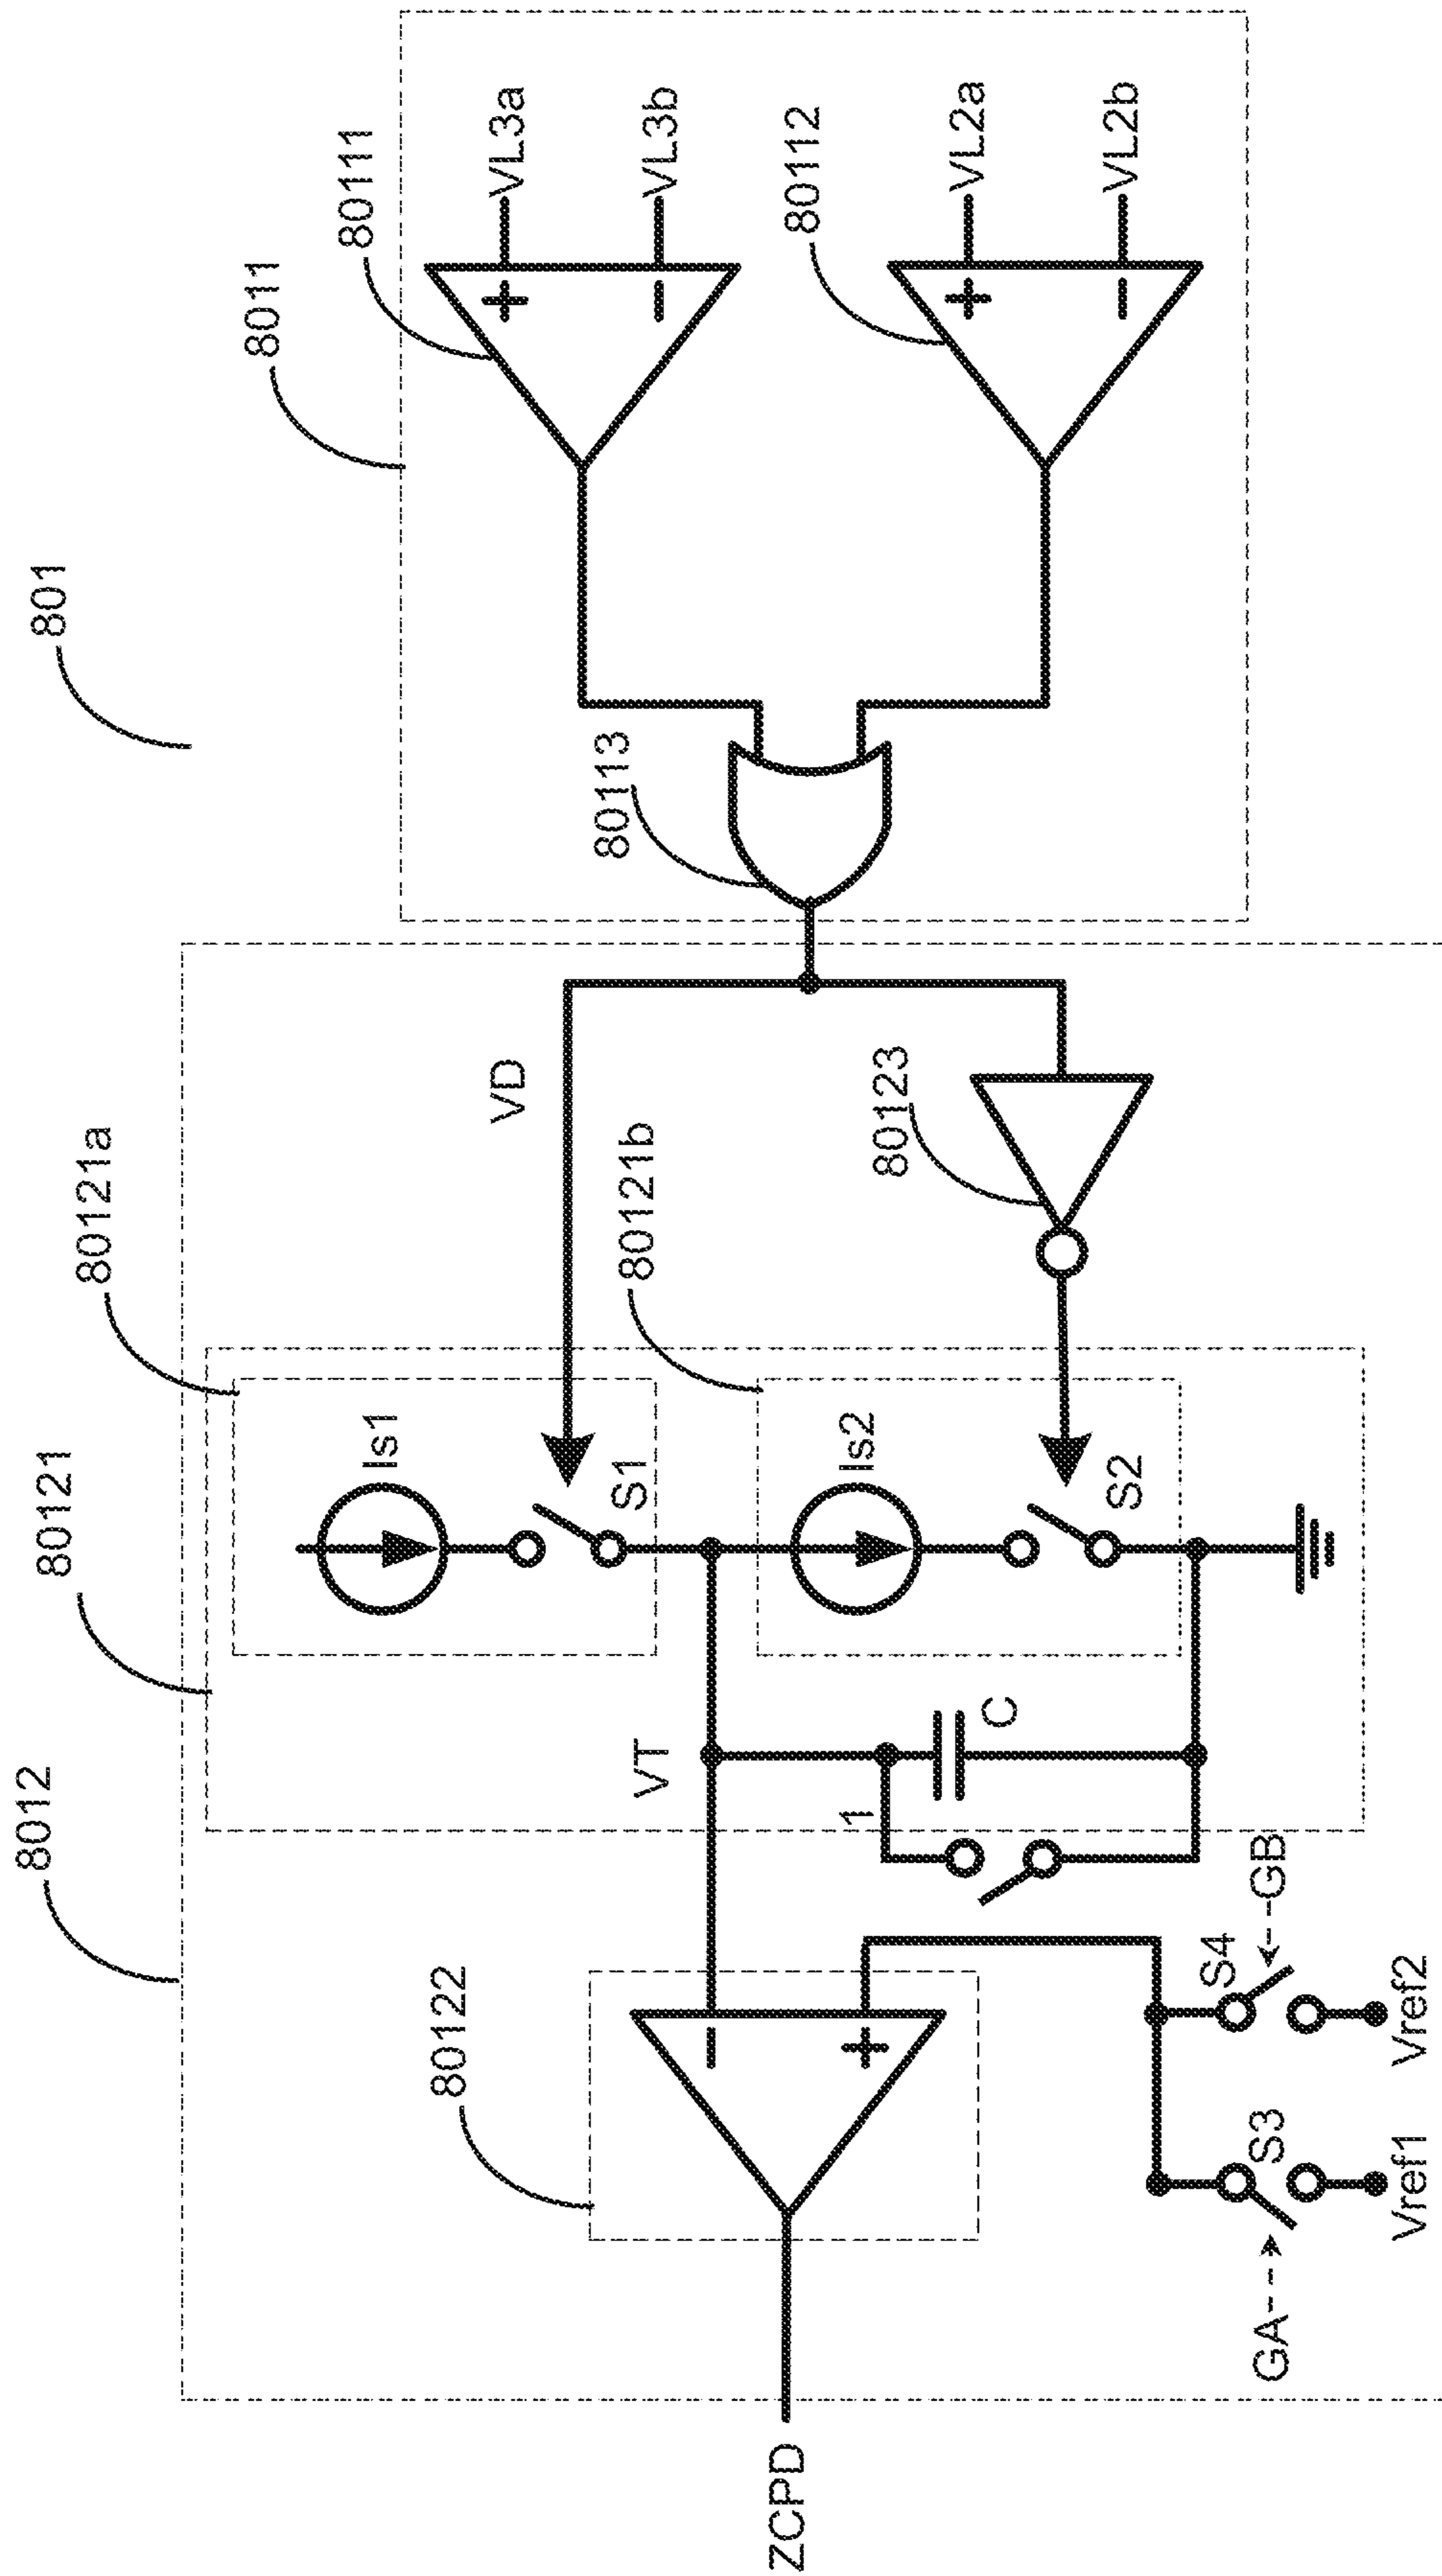 801
8011
80111
VL3a
VL3b
80112
VL2a
VL2b
80113
8012
80121
80121a
Is1
S1
VD
80121b
Is2
S2
80123
VT
C
1
80122
ZCPD
GA
S3
Vref1
S4
GB
Vref2